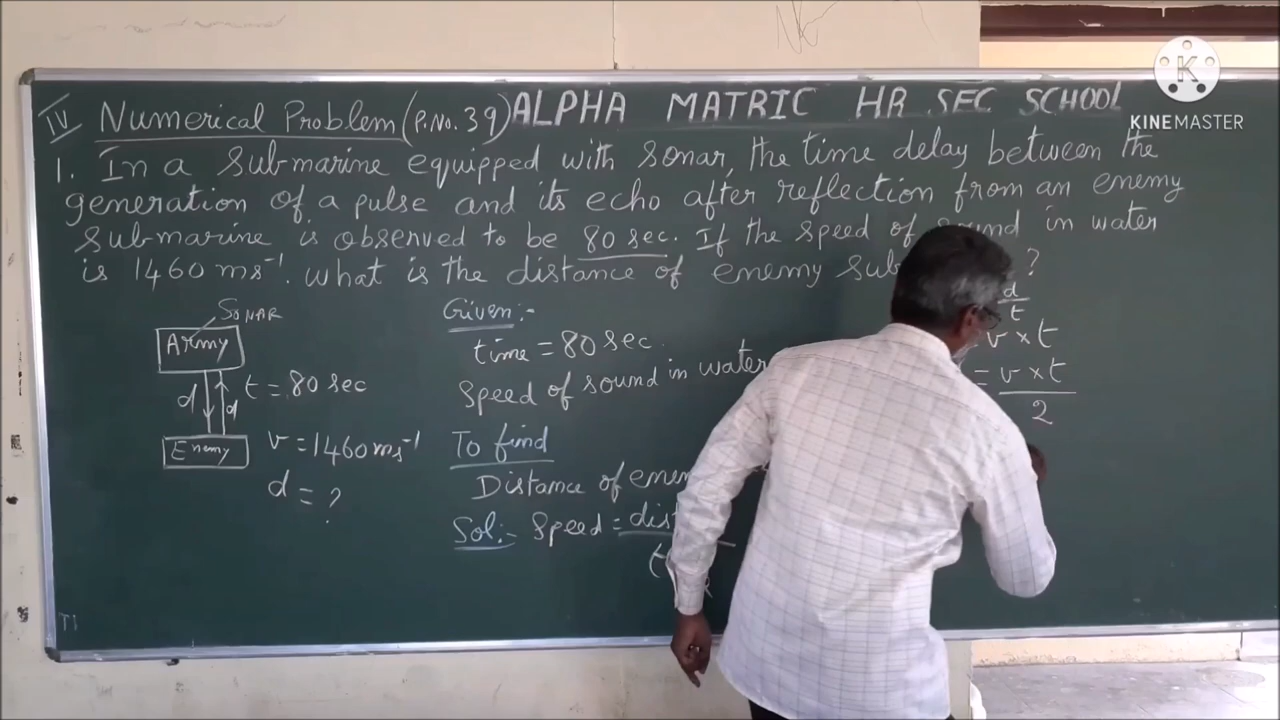 IV Numerical Problem (P.No. 39) ALPHA MATRIC HR SEC SCHOOL
KINEMASTER
1. In a submarine equipped with sonar, the time delay between the
generation of a pulse and its echo after reflection from an enemy
submarine is observed to be 80 sec. If the speed of sound in water
is 1460 ms⁻¹. what is the distance of enemy sub ?
SONAR
Army
d d t = 80 sec
Enemy v = 1460 ms⁻¹
d = ?
Given:-
time = 80 sec.
Speed of sound in water
To find
Distance of enem
Sol:- Speed = dist
t
d
t
v × t
= v × t
2